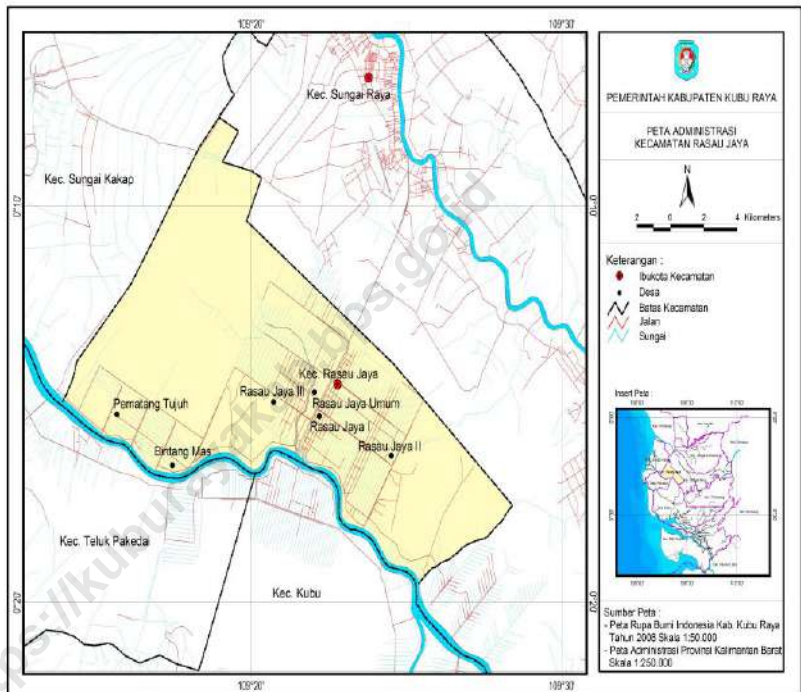 109°20'
109°30'
Kec. Sungai Raya
Kec. Sungai Kakap
0°10'
0°10'
Kec. Rasau Jaya
Rasau Jaya III
Rasau Jaya Umum
Rasau Jaya I
Pematang Tujuh
Rasau Jaya II
Bintang Mas
Kec. Teluk Pakedai
Kec. Kubu
0°20'
0°20'
109°20'
109°30'
PEMERINTAH KABUPATEN KUBU RAYA
PETA ADMINISTRASI
KECAMATAN RASAU JAYA
N
2 0 2 4 Kilometers
Keterangan :
Ibukota Kecamatan
Desa
Batas Kecamatan
Jalan
Sungai
Insert Peta :
Sumber Peta :
- Peta Rupa Bumi Indonesia Kab. Kubu Raya
Tahun 2008 Skala 1:50.000
- Peta Administrasi Provinsi Kalimantan Barat
Skala 1:250.000